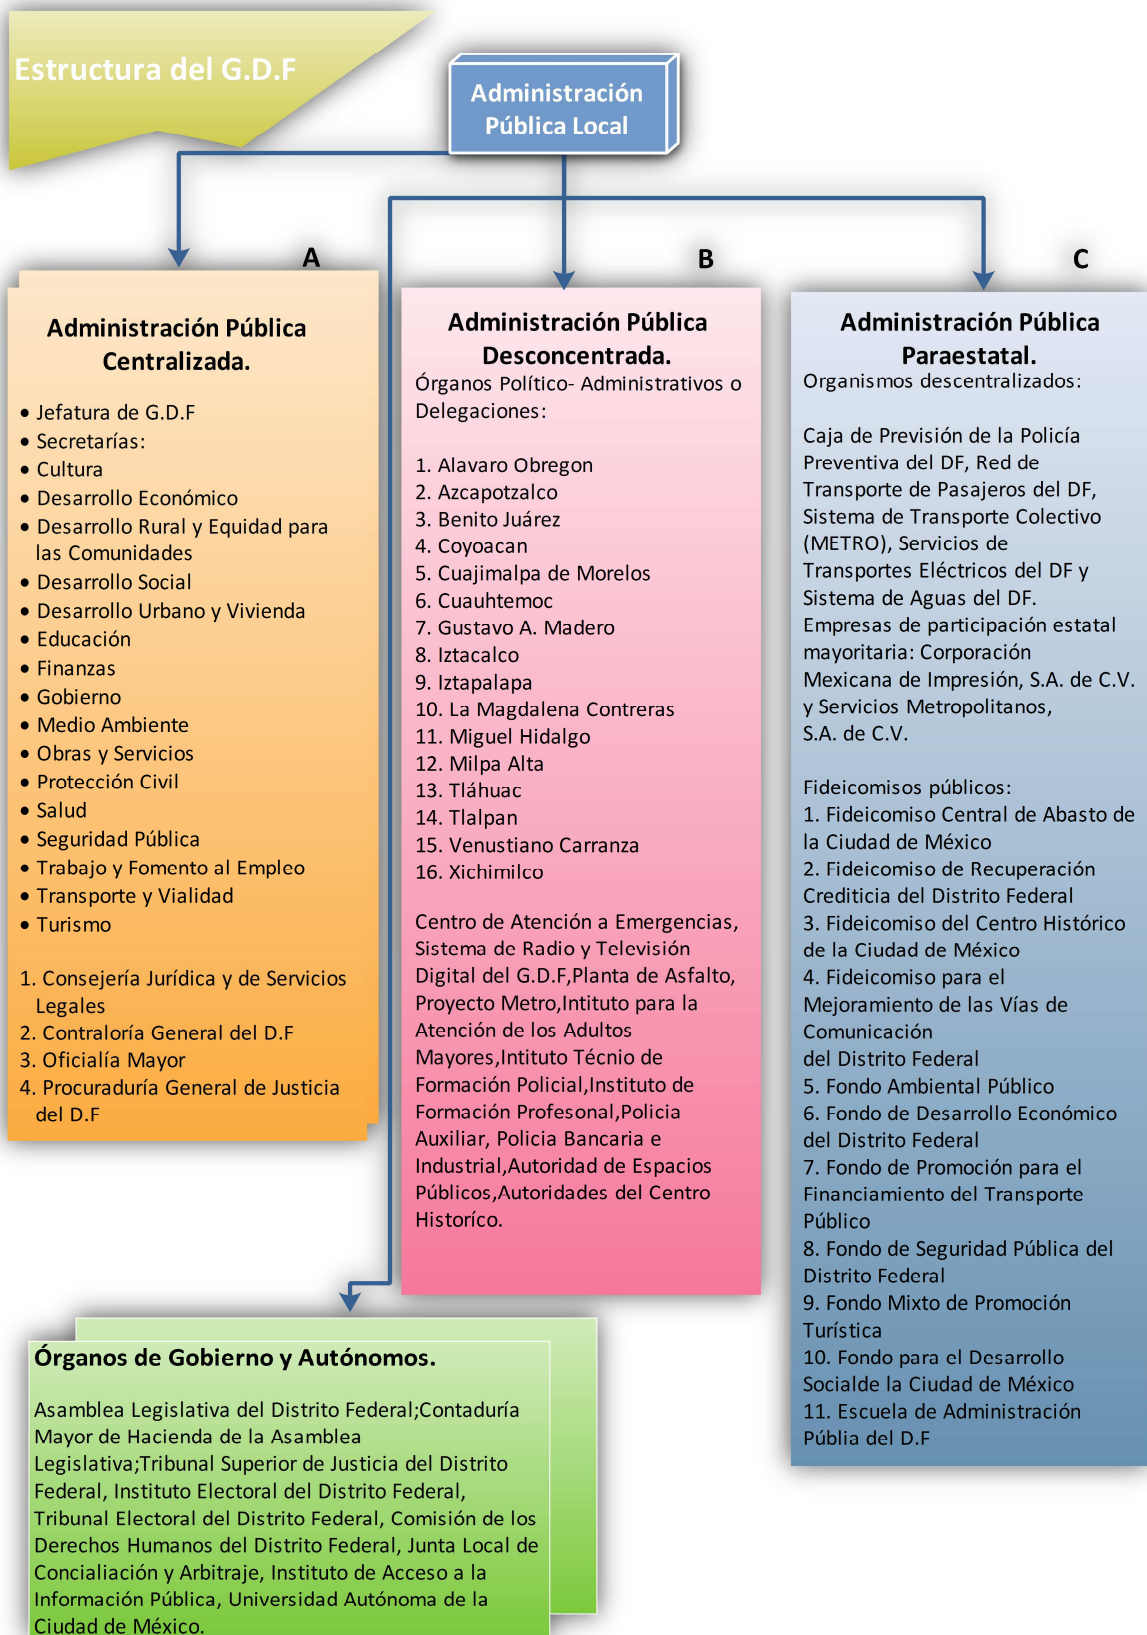 Estructura del G.D.F
Administración
Pública Local
A
Administración Pública
Centralizada.
• Jefatura de G.D.F
• Secretarías:
• Cultura
• Desarrollo Económico
• Desarrollo Rural y Equidad para
las Comunidades
• Desarrollo Social
• Desarrollo Urbano y Vivienda
• Educación
• Finanzas
• Gobierno
• Medio Ambiente
• Obras y Servicios
• Protección Civil
• Salud
• Seguridad Pública
• Trabajo y Fomento al Empleo
• Transporte y Vialidad
• Turismo
1. Consejería Jurídica y de Servicios
Legales
2. Contraloría General del D.F
3. Oficialía Mayor
4. Procuraduría General de Justicia
del D.F
B
Administración Pública
Desconcentrada.
Órganos Político- Administrativos o
Delegaciones:
1. Alavaro Obregon
2. Azcapotzalco
3. Benito Juárez
4. Coyoacan
5. Cuajimalpa de Morelos
6. Cuauhtemoc
7. Gustavo A. Madero
8. Iztacalco
9. Iztapalapa
10. La Magdalena Contreras
11. Miguel Hidalgo
12. Milpa Alta
13. Tláhuac
14. Tlalpan
15. Venustiano Carranza
16. Xichimilco
Centro de Atención a Emergencias,
Sistema de Radio y Televisión
Digital del G.D.F,Planta de Asfalto,
Proyecto Metro,Intituto para la
Atención de los Adultos
Mayores,Intituto Técnio de
Formación Policial,Instituto de
Formación Profesonal,Policia
Auxiliar, Policia Bancaria e
Industrial,Autoridad de Espacios
Públicos,Autoridades del Centro
Historíco.
C
Administración Pública
Paraestatal.
Organismos descentralizados:
Caja de Previsión de la Policía
Preventiva del DF, Red de
Transporte de Pasajeros del DF,
Sistema de Transporte Colectivo
(METRO), Servicios de
Transportes Eléctricos del DF y
Sistema de Aguas del DF.
Empresas de participación estatal
mayoritaria: Corporación
Mexicana de Impresión, S.A. de C.V.
y Servicios Metropolitanos,
S.A. de C.V.
Fideicomisos públicos:
1. Fideicomiso Central de Abasto de
la Ciudad de México
2. Fideicomiso de Recuperación
Crediticia del Distrito Federal
3. Fideicomiso del Centro Histórico
de la Ciudad de México
4. Fideicomiso para el
Mejoramiento de las Vías de
Comunicación
del Distrito Federal
5. Fondo Ambiental Público
6. Fondo de Desarrollo Económico
del Distrito Federal
7. Fondo de Promoción para el
Financiamiento del Transporte
Público
8. Fondo de Seguridad Pública del
Distrito Federal
9. Fondo Mixto de Promoción
Turística
10. Fondo para el Desarrollo
Socialde la Ciudad de México
11. Escuela de Administración
Públia del D.F
Órganos de Gobierno y Autónomos.
Asamblea Legislativa del Distrito Federal;Contaduría
Mayor de Hacienda de la Asamblea
Legislativa;Tribunal Superior de Justicia del Distrito
Federal, Instituto Electoral del Distrito Federal,
Tribunal Electoral del Distrito Federal, Comisión de los
Derechos Humanos del Distrito Federal, Junta Local de
Concialiación y Arbitraje, Instituto de Acceso a la
Información Pública, Universidad Autónoma de la
Ciudad de México.